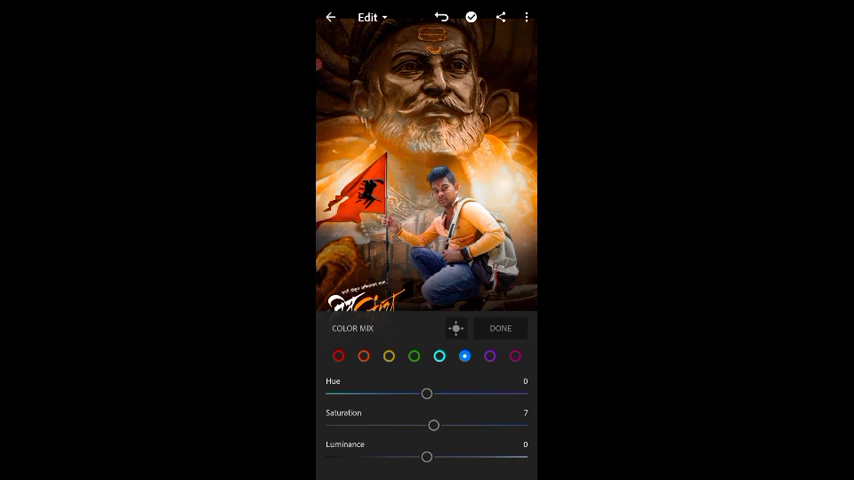 Edit
COLOR MIX
DONE
Hue
0
Saturation
7
Luminance
0